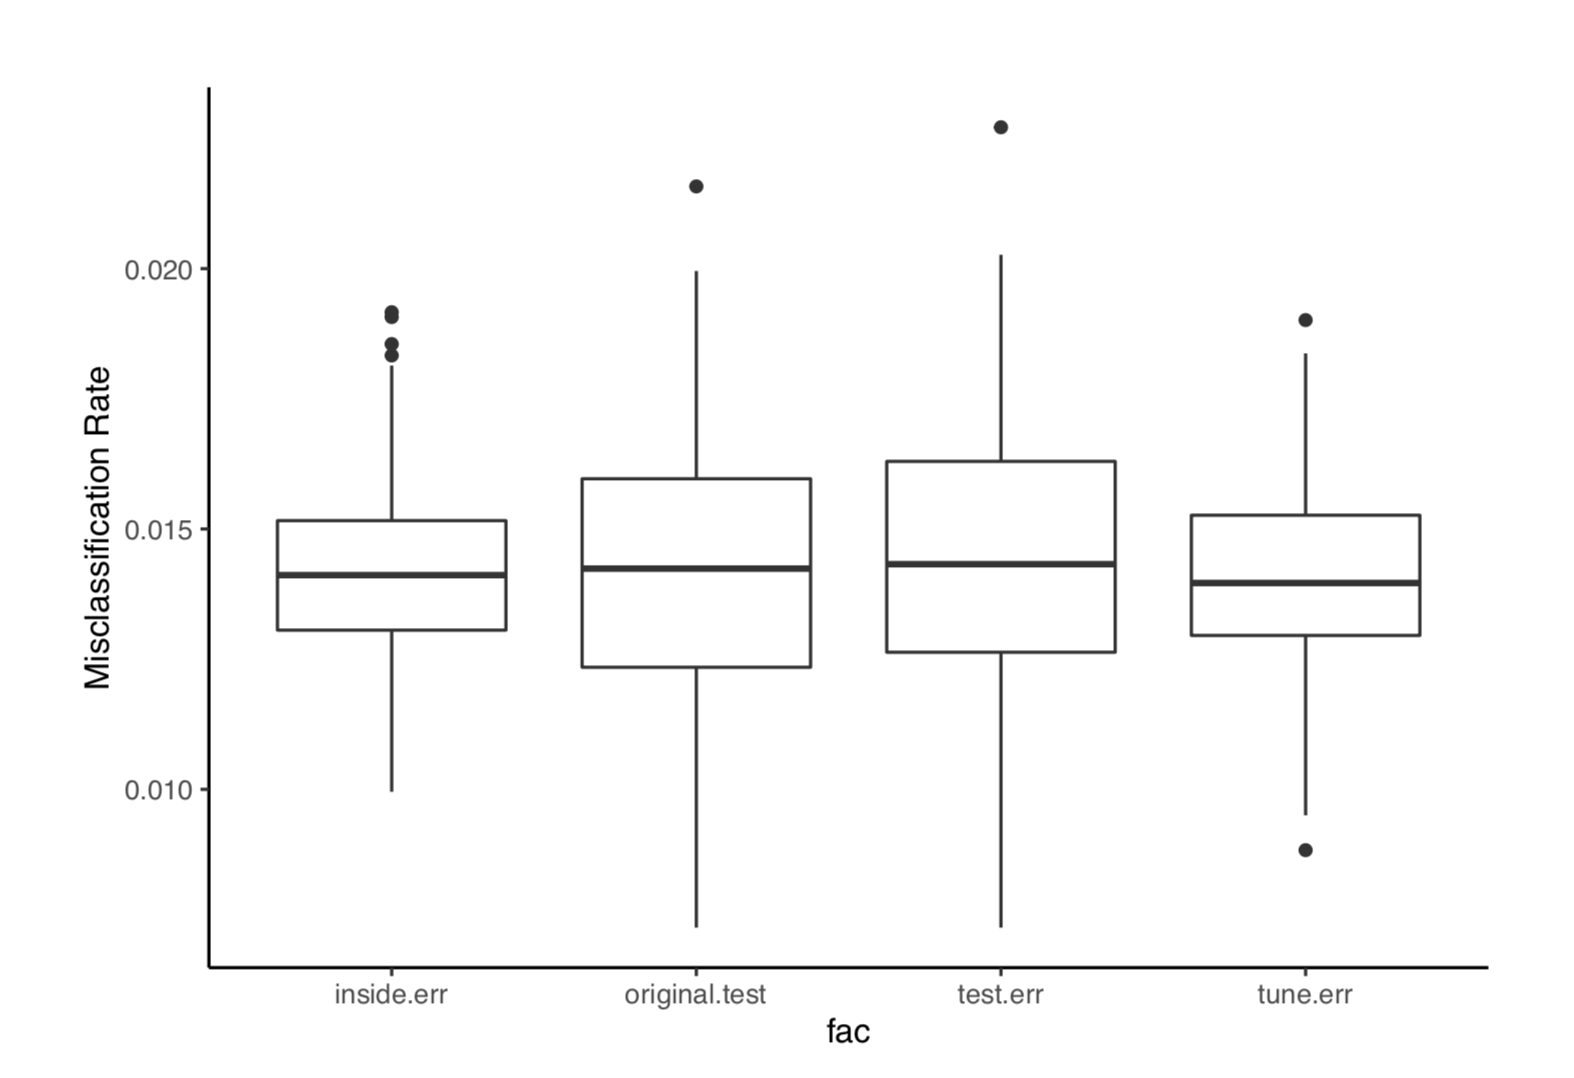 Misclassification Rate
0.020
0.015
0.010
inside.err
original.test
test.err
tune.err
fac